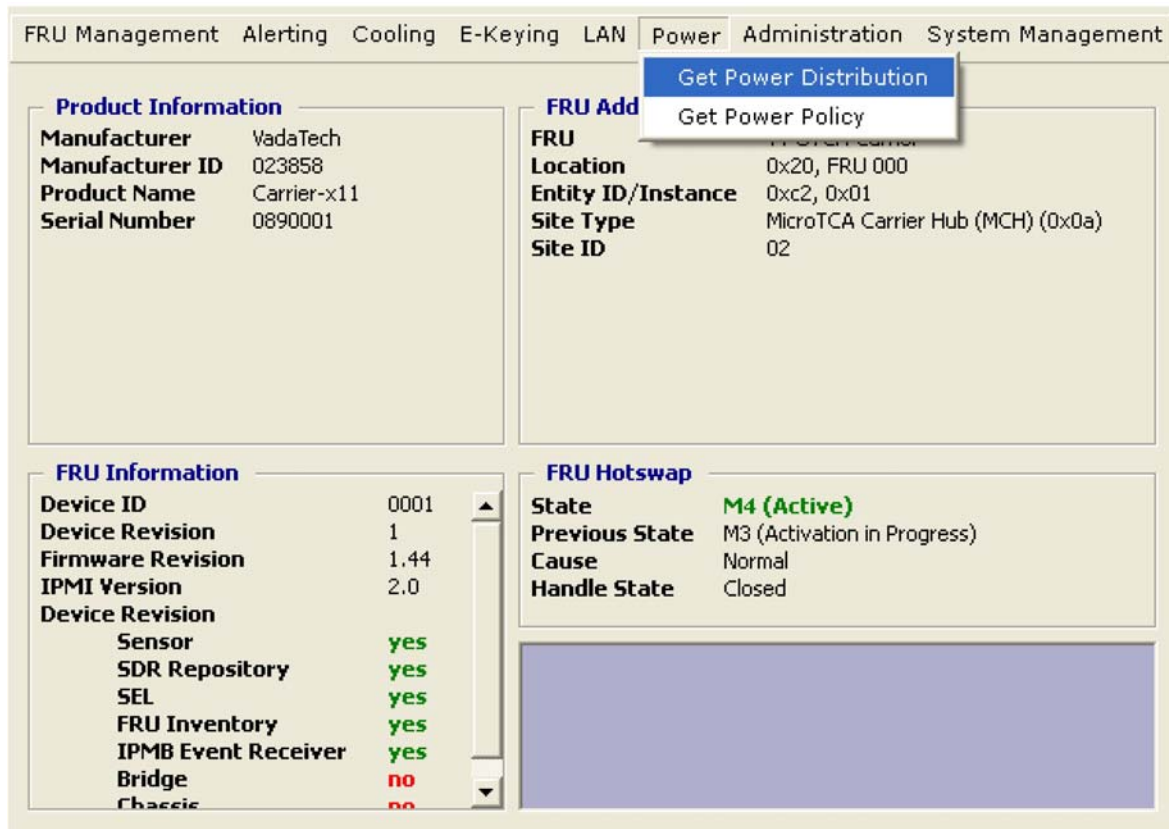 FRU Management Alerting Cooling E-Keying LAN Power Administration System Management
Get Power Distribution
Get Power Policy
Product Information
Manufacturer VadaTech
Manufacturer ID 023858
Product Name Carrier-x11
Serial Number 0890001
FRU Add
FRU
Location 0x20, FRU 000
Entity ID/Instance 0xc2, 0x01
Site Type MicroTCA Carrier Hub (MCH) (0x0a)
Site ID 02
FRU Information
Device ID 0001
Device Revision 1
Firmware Revision 1.44
IPMI Version 2.0
Device Revision
Sensor yes
SDR Repository yes
SEL yes
FRU Inventory yes
IPMB Event Receiver yes
Bridge no
Chassis no
FRU Hotswap
State M4 (Active)
Previous State M3 (Activation in Progress)
Cause Normal
Handle State Closed